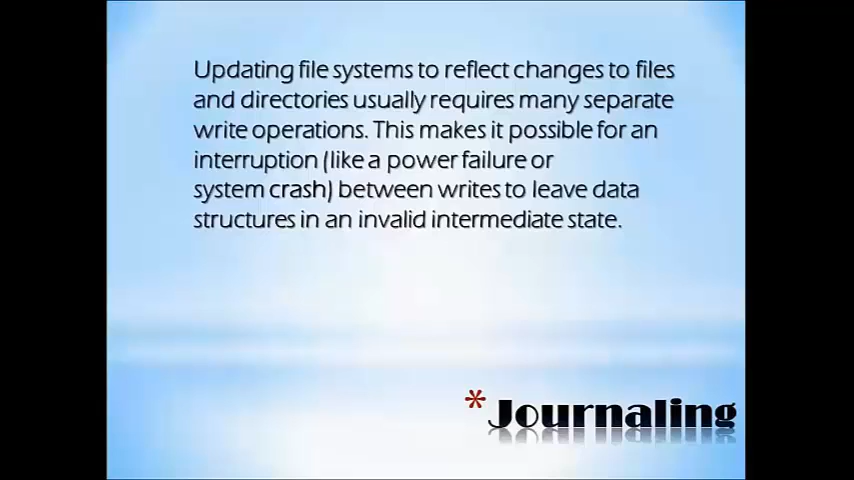 Updating file systems to reflect changes to files
and directories usually requires many separate
write operations. This makes it possible for an
interruption (like a power failure or
system crash) between writes to leave data
structures in an invalid intermediate state.
*Journaling